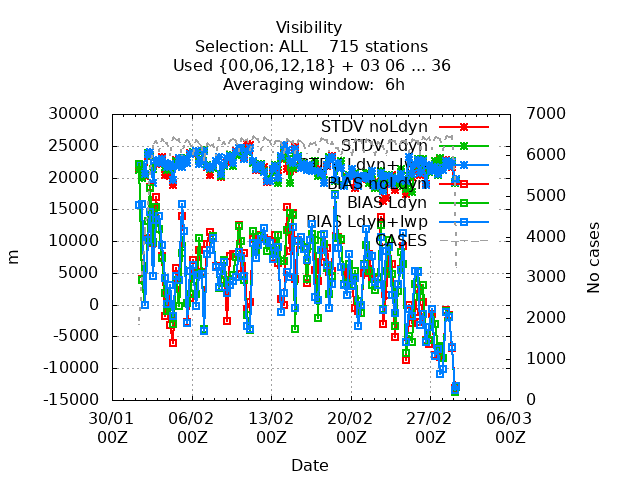 Visibility
Selection: ALL    715 stations
Used {00,06,12,18} + 03 06 ... 36
Averaging window:  6h
30000
25000
20000
15000
10000
5000
0
-5000
-10000
-15000
m
7000
6000
5000
4000
3000
2000
1000
0
No cases
STDV noLdyn
STDV Ldyn
STDV Ldyn+lwp
BIAS noLdyn
BIAS Ldyn
BIAS Ldyn+lwp
CASES
30/01 06/02 13/02 20/02 27/02 06/03
00Z 00Z 00Z 00Z 00Z 00Z
Date